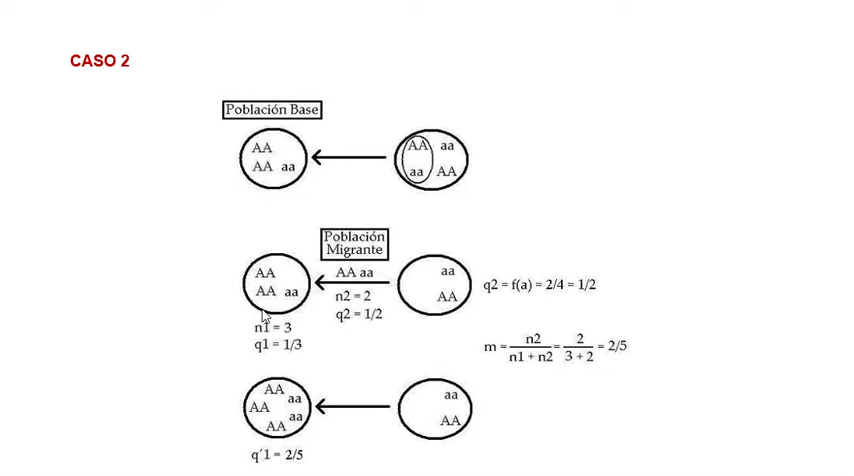 CASO 2
Población Base
AA
AA aa
AA aa
aa AA
Población
Migrante
AA
AA aa
AA aa
n2 = 2
q2 = 1/2
aa
AA
q2 = f(a) = 2/4 = 1/2
n1 = 3
q1 = 1/3
m = n2 / n1 + n2 = 2 / 3 + 2 = 2/5
AA
aa
AA
aa
AA
aa
AA
q´1 = 2/5